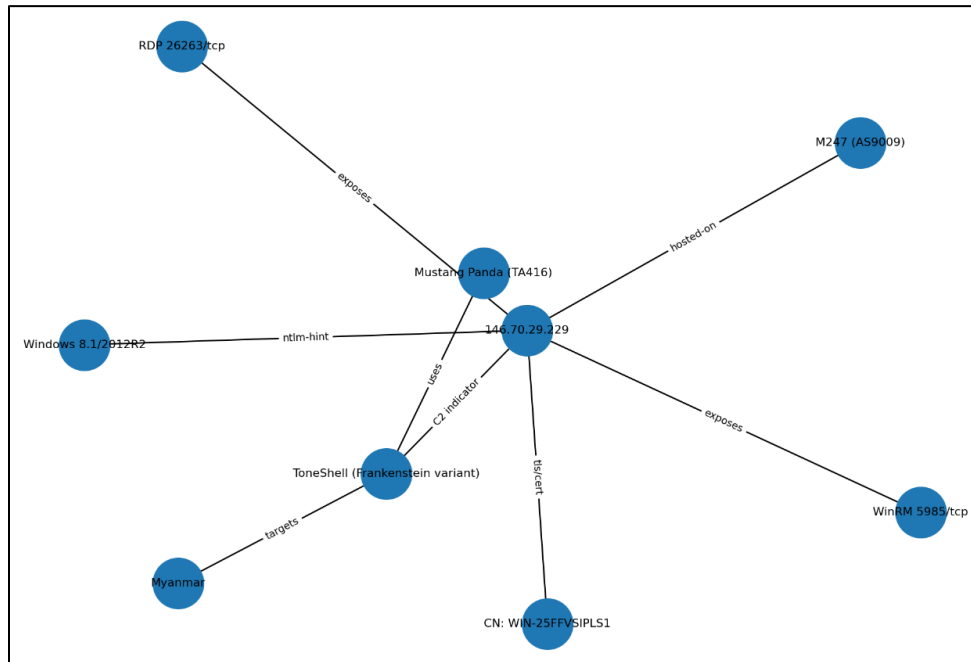 RDP 26263/tcp
M247 (AS9009)
exposes
hosted-on
Mustang Panda (TA416)
146.70.29.229
Windows 8.1/2012R2
ntlm-hint
uses
C2 indicator
exposes
tls/cert
ToneShell (Frankenstein variant)
WinRM 5985/tcp
targets
Myanmar
CN: WIN-25FFVSIPLS1